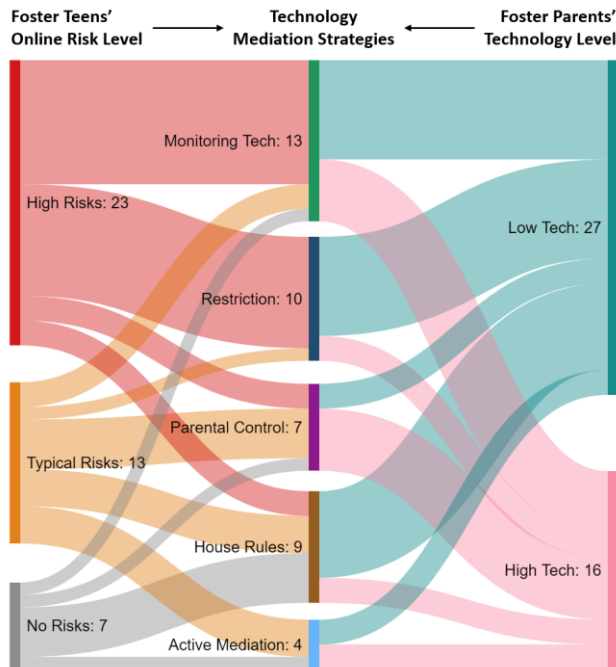 Foster Teens’
Online Risk Level
Technology
Mediation Strategies
Foster Parents’
Technology Level
Monitoring Tech: 13
High Risks: 23
Low Tech: 27
Restriction: 10
Parental Control: 7
Typical Risks: 13
House Rules: 9
High Tech: 16
No Risks: 7
Active Mediation: 4